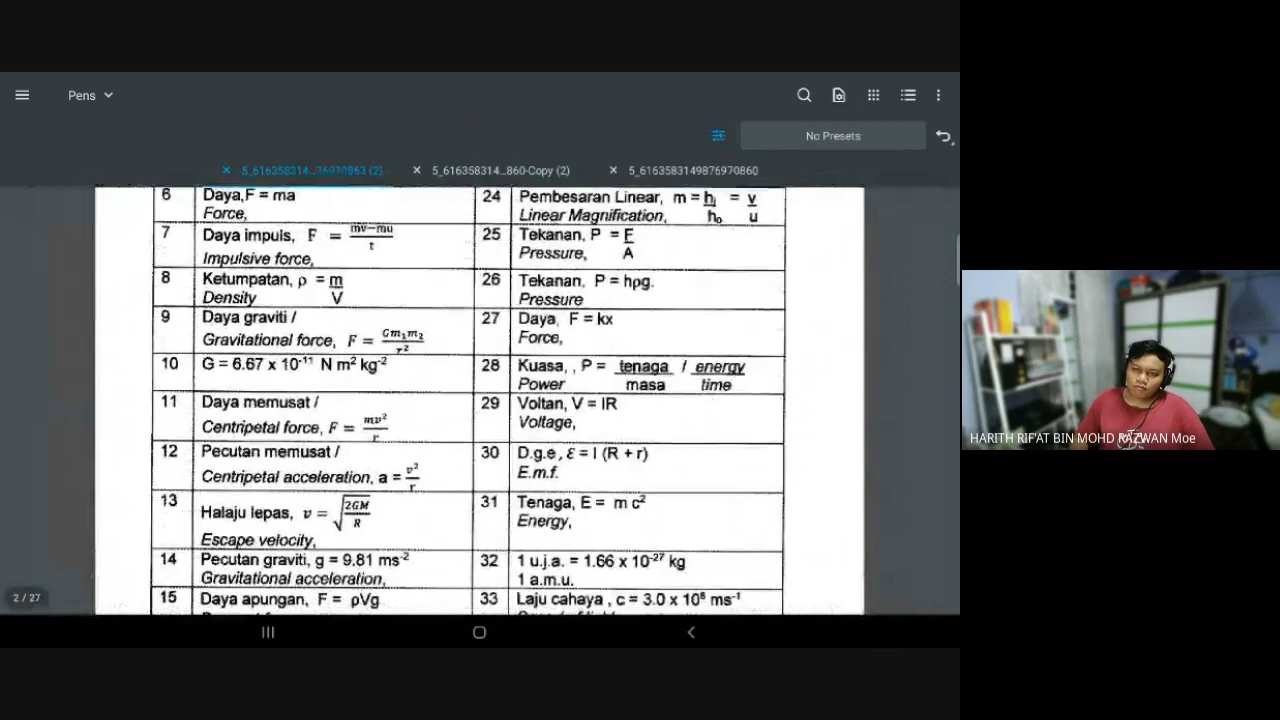 Pens
No Presets
5_616358314...76970863 (2)
5_616358314...860-Copy (2)
5_6163583149876970860
6 Daya,F = ma
Force,
7 Daya impuls, F = mv−mu / t
Impulsive force,
8 Ketumpatan, ρ = m
Density V
9 Daya graviti /
Gravitational force, F = Gm₁m₂ / r²
10 G = 6.67 x 10⁻¹¹ N m² kg⁻²
11 Daya memusat /
Centripetal force, F = mv² / r
12 Pecutan memusat /
Centripetal acceleration, a = v² / r
13 Halaju lepas, v = √2GM / R
Escape velocity,
14 Pecutan graviti, g = 9.81 ms⁻²
Gravitational acceleration,
15 Daya apungan, F = ρVg
24 Pembesaran Linear, m = hᵢ = v
Linear Magnification, h₀ u
25 Tekanan, P = F
Pressure, A
26 Tekanan, P = hρg.
Pressure
27 Daya, F = kx
Force,
28 Kuasa, , P = tenaga / energy
Power masa time
29 Voltan, V = IR
Voltage,
30 D.g.e, ℰ = I (R + r)
E.m.f.
31 Tenaga, E = m c²
Energy,
32 1 u.j.a. = 1.66 x 10⁻²⁷ kg
1 a.m.u.
33 Laju cahaya , c = 3.0 x 10⁸ ms⁻¹
2 / 27
HARITH RIF'AT BIN MOHD RAZWAN Moe